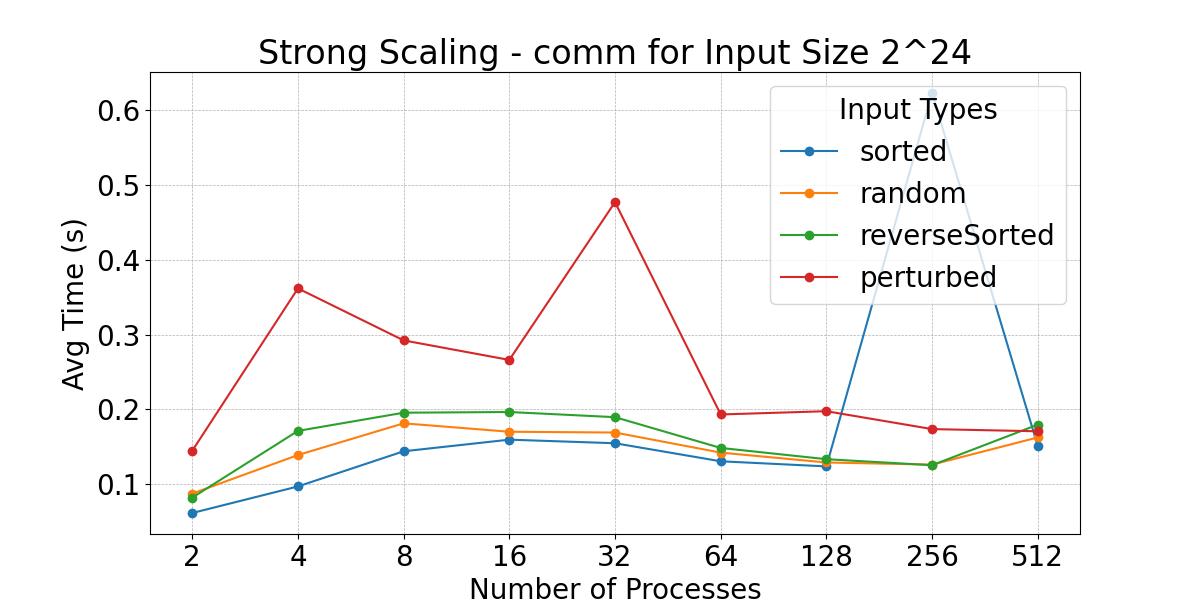 Strong Scaling - comm for Input Size 2^24
Avg Time (s)
0.6
0.5
0.4
0.3
0.2
0.1
Input Types
sorted
random
reverseSorted
perturbed
2 4 8 16 32 64 128 256 512
Number of Processes